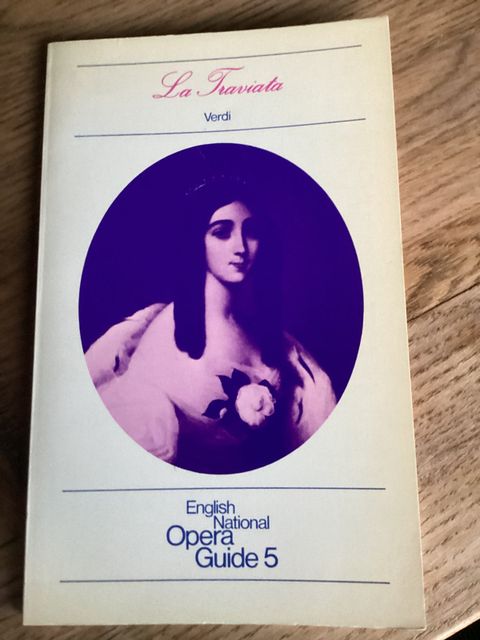 La Traviata
Verdi
English
National
Opera
Guide 5